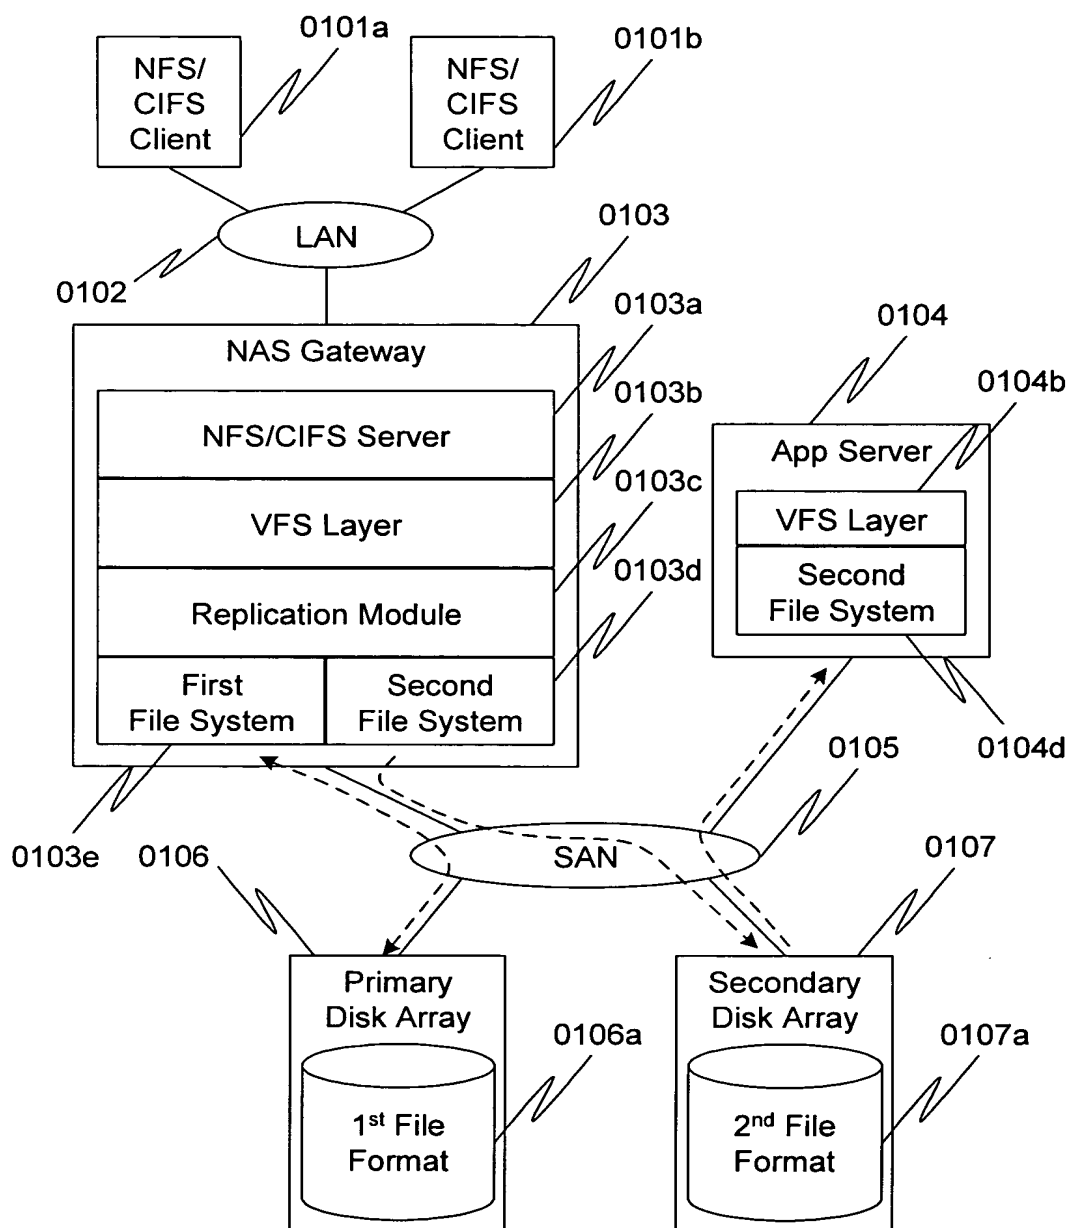 0101a
0101b
NFS/
CIFS
Client
NFS/
CIFS
Client
LAN
0102
0103
NAS Gateway
0103a
NFS/CIFS Server
0103b
VFS Layer
0103c
Replication Module
0103d
First
File System
Second
File System
0103e
0104
App Server
0104b
VFS Layer
Second
File System
0104d
0105
SAN
0106
0107
Primary
Disk Array
0106a
1st File
Format
Secondary
Disk Array
0107a
2nd File
Format